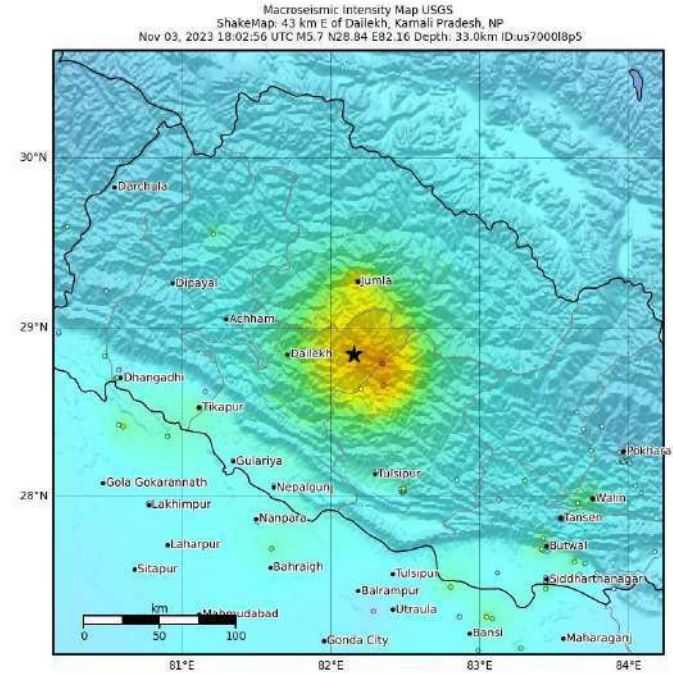 Macroseismic Intensity Map USGS
ShakeMap: 43 km E of Dailekh, Karnali Pradesh, NP
Nov 03, 2023 18:02:56 UTC M5.7 N28.84 E82.16 Depth: 33.0km ID:us7000l8p5
30°N
Darchula
Dipayal
Jumla
29°N
Achham
Dailekh
Dhangadhi
Tikapur
Gulariya
Tulsipur
Pokhara
28°N
Gola Gokarannath
Nepalgunj
Walin
Lakhimpur
Nanpara
Tansen
Laharpur
Butwal
Sitapur
Bahraigh
Tulsipur
Siddharthanagar
Balrampur
km
Mahmudabad
Utraula
0 50 100
Gonda City
Bansi
Maharaganj
81°E 82°E 83°E 84°E